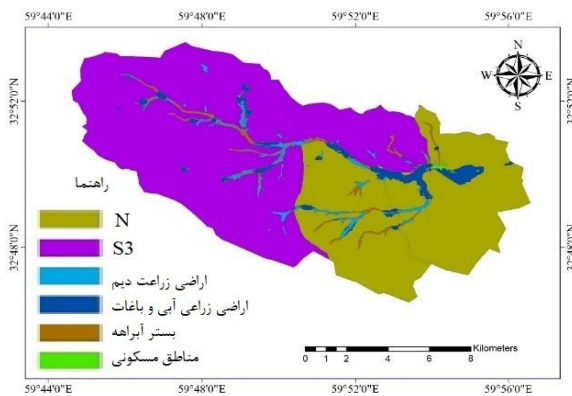 59°44'0"E 59°48'0"E 59°52'0"E 59°56'0"E
32°52'0"N
32°48'0"N
32°52'0"N
32°48'0"N
N
W E
S
راهنما
N
S3
اراضی زراعت دیم
اراضی زراعی آبی و باغات
بستر آبراهه
مناطق مسکونی
Kilometers
0 1 2 4 6 8
59°44'0"E 59°48'0"E 59°52'0"E 59°56'0"E